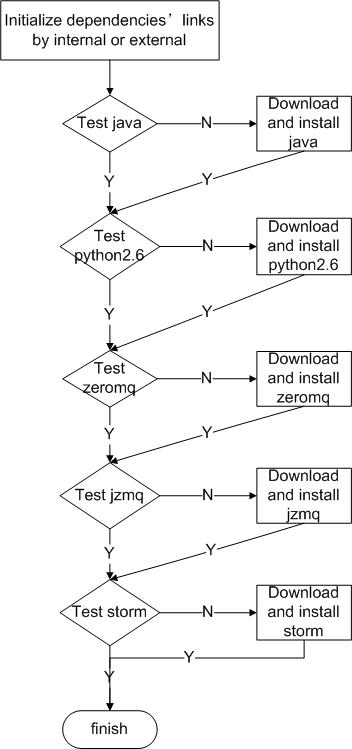 Initialize dependencies’ links
by internal or external
Test java
N
Download
and install
java
Y
Y
Test
python2.6
N
Download
and install
python2.6
Y
Y
Test
zeromq
N
Download
and install
zeromq
Y
Y
Test jzmq
N
Download
and install
jzmq
Y
Y
Test storm
N
Download
and install
storm
Y
Y
finish